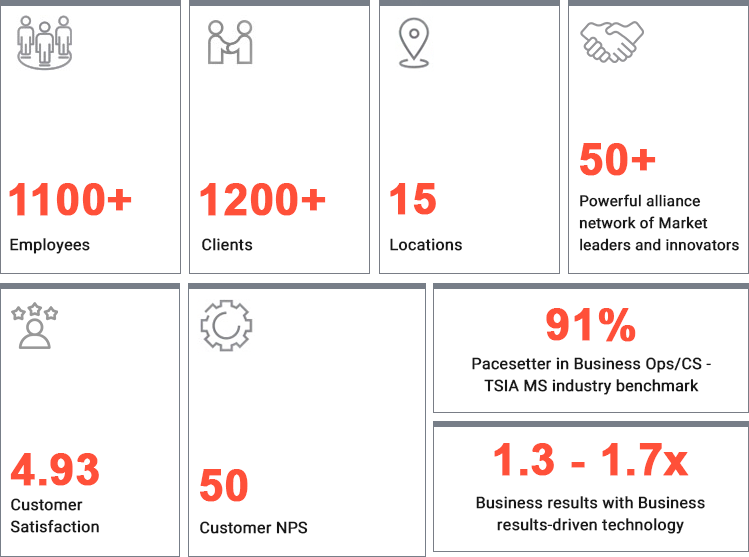 1100+
Employees
1200+
Clients
15
Locations
50+
Powerful alliance
network of Market
leaders and innovators
4.93
Customer
Satisfaction
50
Customer NPS
91%
Pacesetter in Business Ops/CS -
TSIA MS industry benchmark
1.3 - 1.7x
Business results with Business
results-driven technology